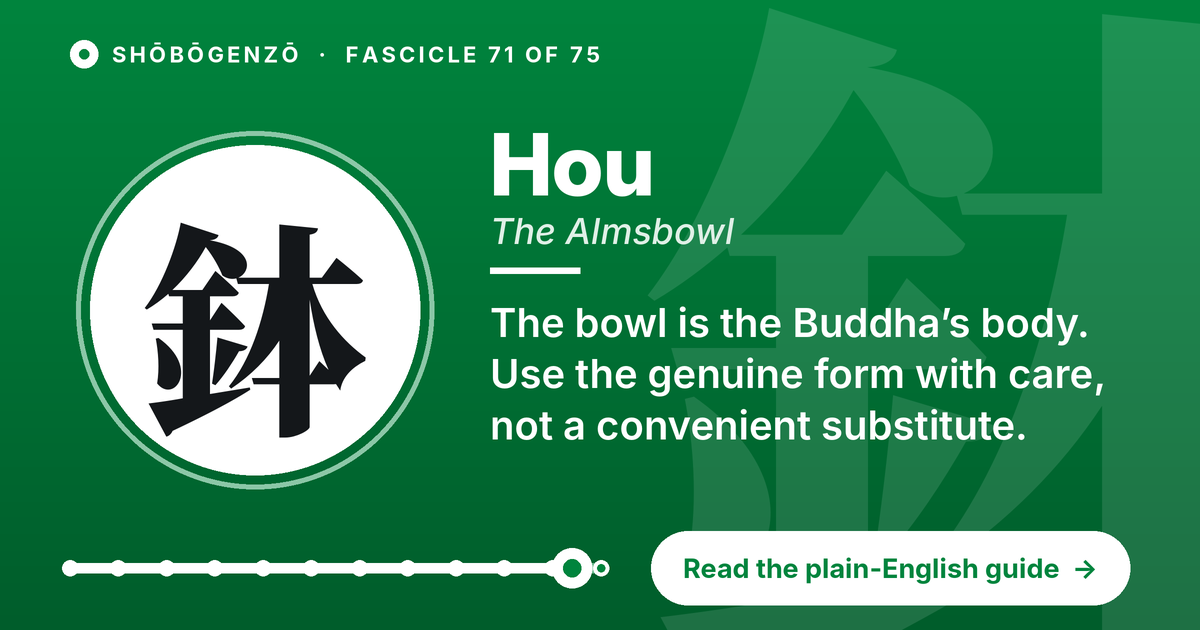 SHŌBŌGENZŌ · FASCICLE 71 OF 75
鉢
Hou
The Almsbowl
The bowl is the Buddha’s body.
Use the genuine form with care,
not a convenient substitute.
Read the plain-English guide →